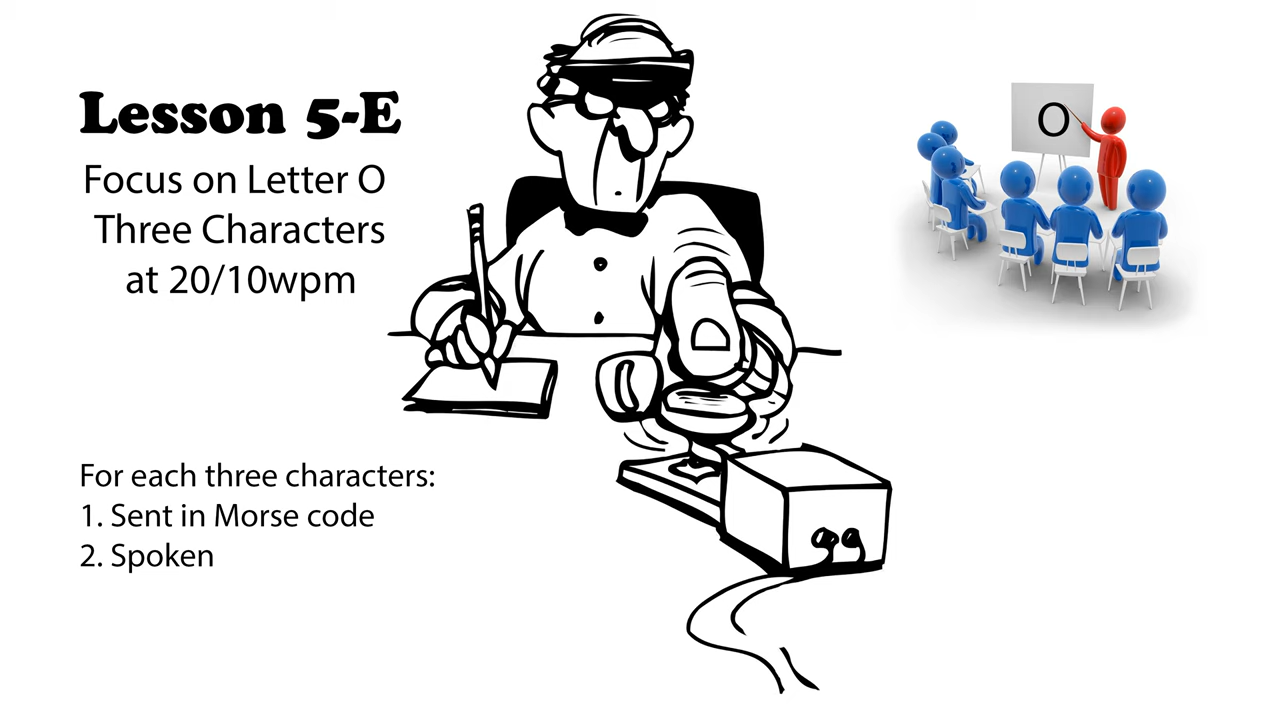 Lesson 5-E
Focus on Letter O
Three Characters
at 20/10wpm
O
For each three characters:
1. Sent in Morse code
2. Spoken